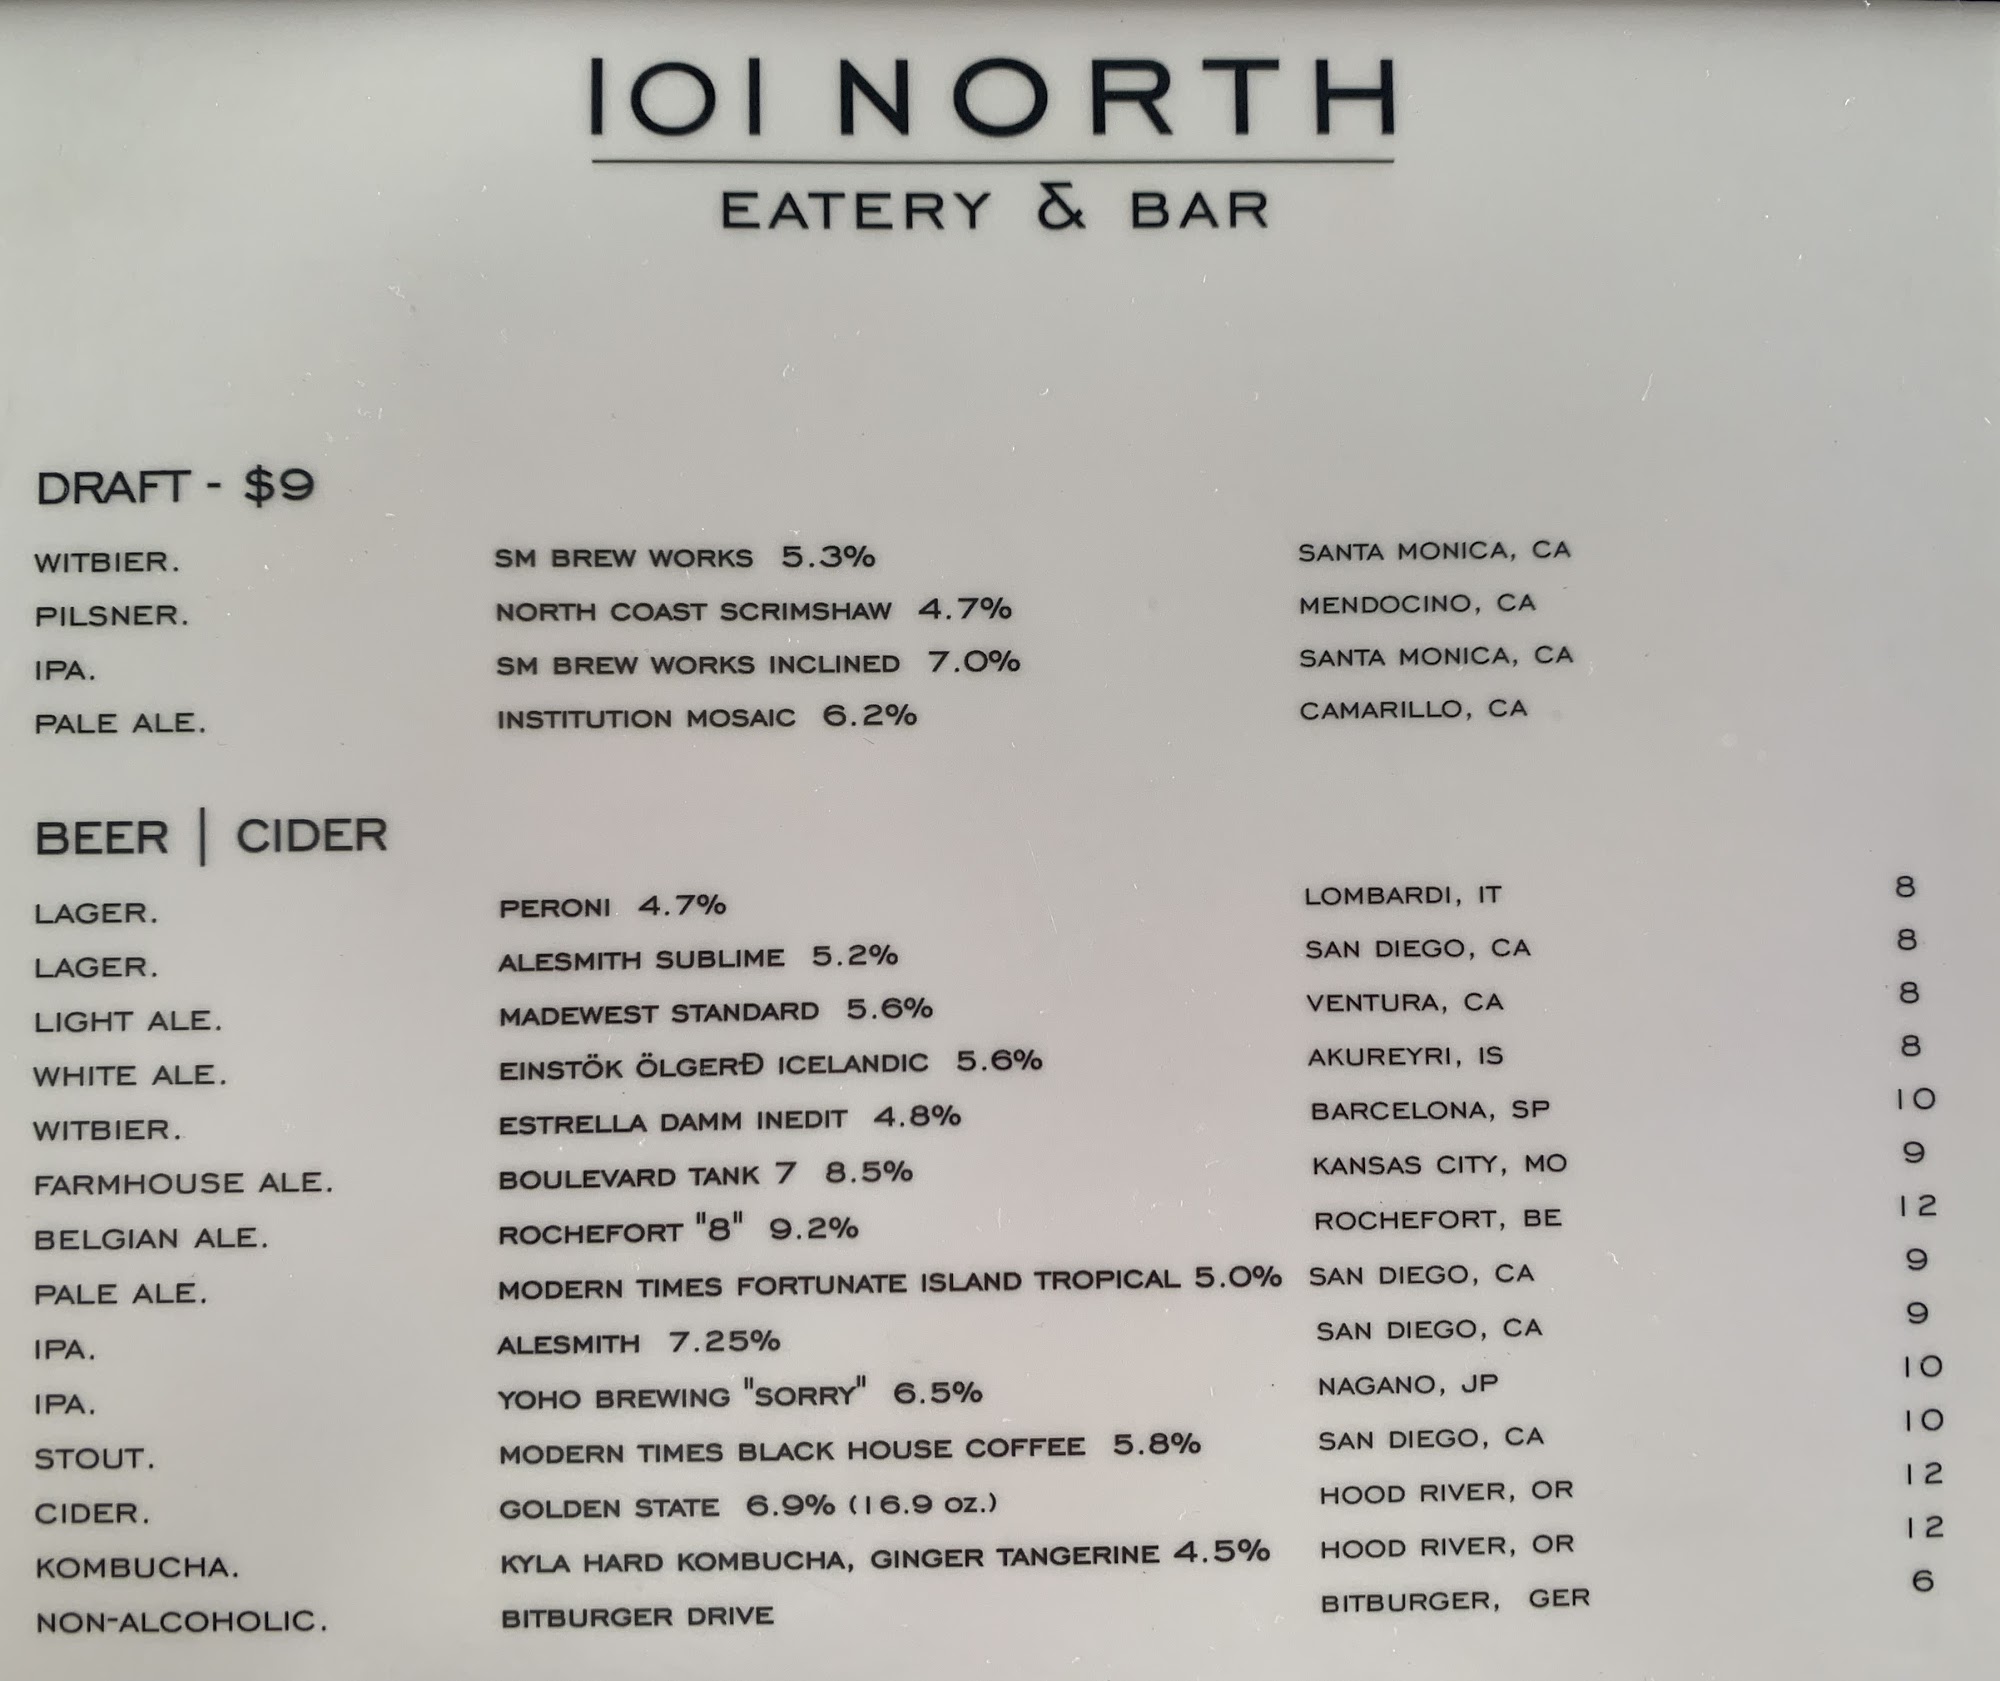 101 NORTH
EATERY & BAR
DRAFT - $9
WITBIER. SM BREW WORKS 5.3% SANTA MONICA, CA
PILSNER. NORTH COAST SCRIMSHAW 4.7% MENDOCINO, CA
IPA. SM BREW WORKS INCLINED 7.0% SANTA MONICA, CA
PALE ALE. INSTITUTION MOSAIC 6.2% CAMARILLO, CA
BEER | CIDER
LAGER. PERONI 4.7% LOMBARDI, IT 8
LAGER. ALESMITH SUBLIME 5.2% SAN DIEGO, CA 8
LIGHT ALE. MADEWEST STANDARD 5.6% VENTURA, CA 8
WHITE ALE. EINSTÖK ÖLGERÐ ICELANDIC 5.6% AKUREYRI, IS 8
WITBIER. ESTRELLA DAMM INEDIT 4.8% BARCELONA, SP 10
FARMHOUSE ALE. BOULEVARD TANK 7 8.5% KANSAS CITY, MO 9
BELGIAN ALE. ROCHEFORT "8" 9.2% ROCHEFORT, BE 12
PALE ALE. MODERN TIMES FORTUNATE ISLAND TROPICAL 5.0% SAN DIEGO, CA 9
IPA. ALESMITH 7.25% SAN DIEGO, CA 9
IPA. YOHO BREWING "SORRY" 6.5% NAGANO, JP 10
STOUT. MODERN TIMES BLACK HOUSE COFFEE 5.8% SAN DIEGO, CA 10
CIDER. GOLDEN STATE 6.9% (16.9 OZ.) HOOD RIVER, OR 12
KOMBUCHA. KYLA HARD KOMBUCHA, GINGER TANGERINE 4.5% HOOD RIVER, OR 12
NON-ALCOHOLIC. BITBURGER DRIVE BITBURGER, GER 6